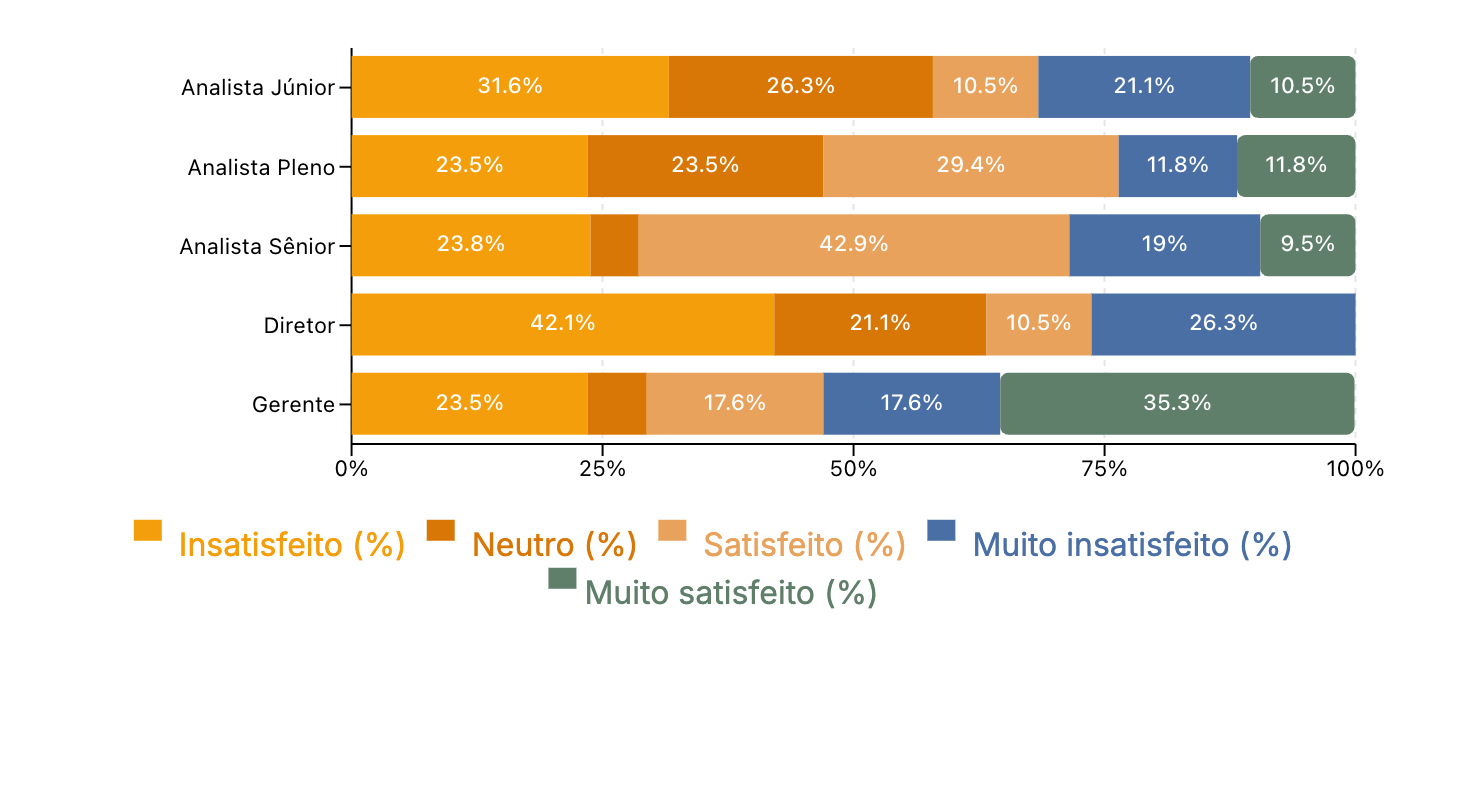 Analista Júnior 31.6% 26.3% 10.5% 21.1% 10.5%
Analista Pleno 23.5% 23.5% 29.4% 11.8% 11.8%
Analista Sênior 23.8% 42.9% 19% 9.5%
Diretor 42.1% 21.1% 10.5% 26.3%
Gerente 23.5% 17.6% 17.6% 35.3%
0% 25% 50% 75% 100%
Insatisfeito (%) Neutro (%) Satisfeito (%) Muito insatisfeito (%)
Muito satisfeito (%)